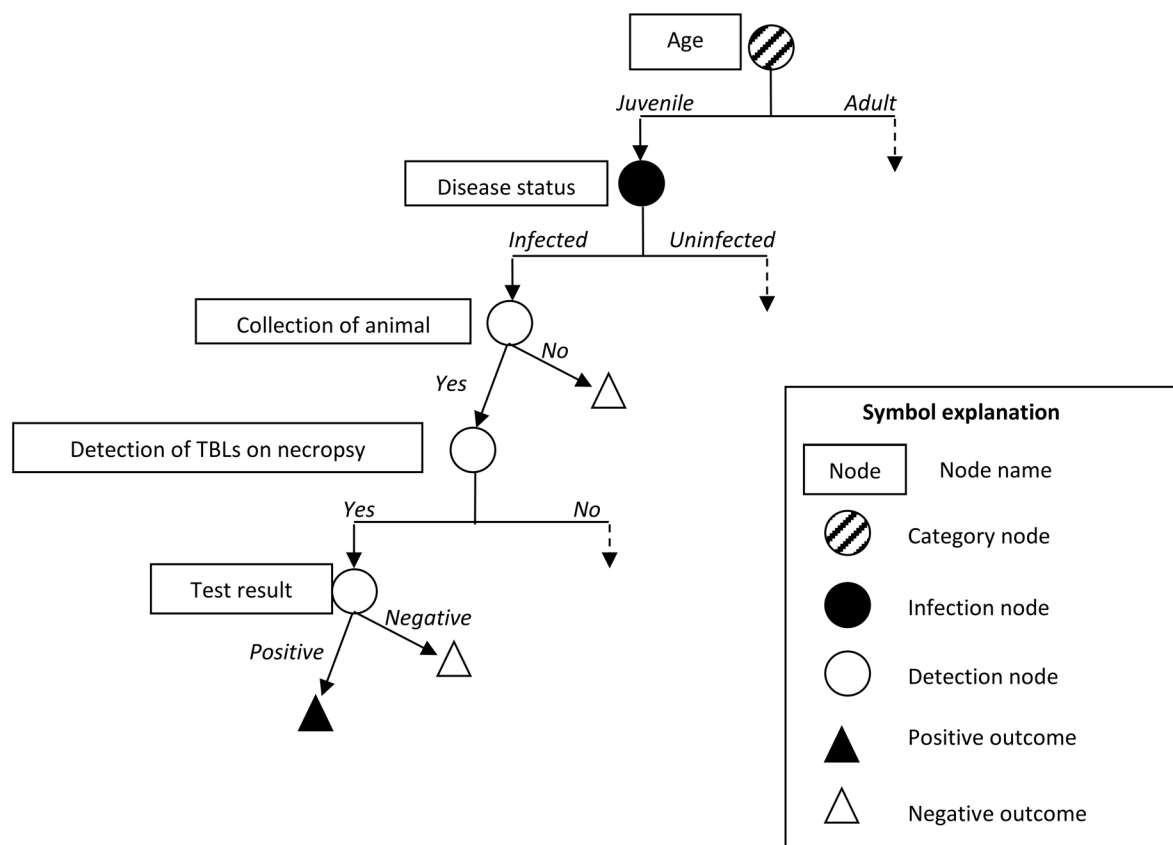 Age
Juvenile
Adult
Disease status
Infected
Uninfected
Collection of animal
No
Yes
Detection of TBLs on necropsy
Yes
No
Test result
Negative
Positive
Symbol explanation
Node
Node name
Category node
Infection node
Detection node
Positive outcome
Negative outcome